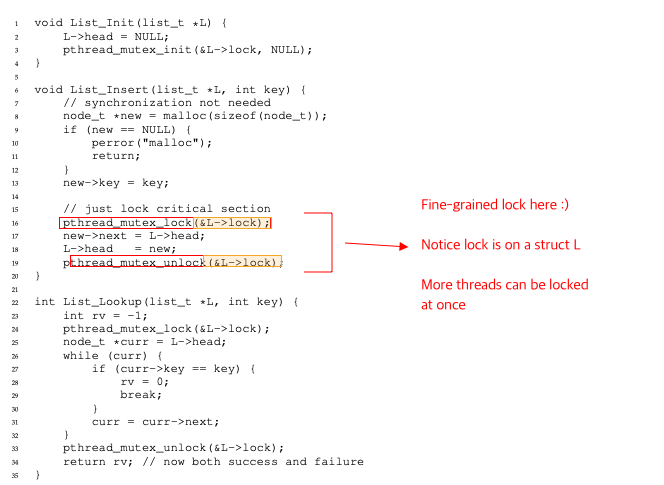 1 void List_Init(list_t *L) {
2 L->head = NULL;
3 pthread_mutex_init(&L->lock, NULL);
4 }
5
6 void List_Insert(list_t *L, int key) {
7 // synchronization not needed
8 node_t *new = malloc(sizeof(node_t));
9 if (new == NULL) {
10 perror("malloc");
11 return;
12 }
13 new->key = key;
14
15 // just lock critical section
16 pthread_mutex_lock(&L->lock);
17 new->next = L->head;
18 L->head = new;
19 pthread_mutex_unlock(&L->lock);
20 }
21
22 int List_Lookup(list_t *L, int key) {
23 int rv = -1;
24 pthread_mutex_lock(&L->lock);
25 node_t *curr = L->head;
26 while (curr) {
27 if (curr->key == key) {
28 rv = 0;
29 break;
30 }
31 curr = curr->next;
32 }
33 pthread_mutex_unlock(&L->lock);
34 return rv; // now both success and failure
35 }
Fine-grained lock here :)
Notice lock is on a struct L
More threads can be locked
at once